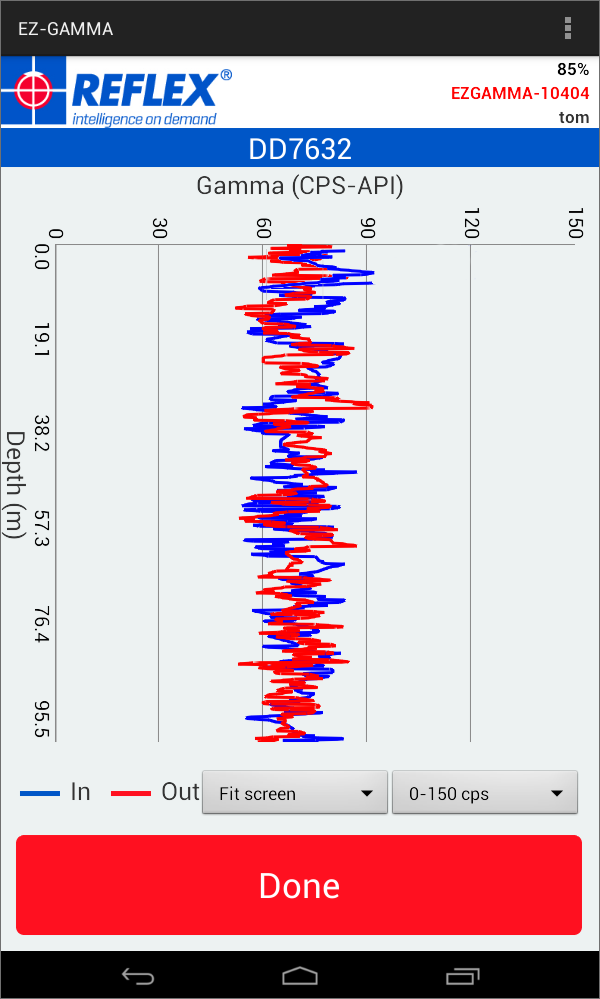 EZ-GAMMA
REFLEX®
intelligence on demand
85%
EZGAMMA-10404
tom
DD7632
Gamma (CPS-API)
0 30 60 90 120 150
0.0
19.1
38.2
57.3
76.4
95.5
Depth (m)
In Out Fit screen 0-150 cps
Done